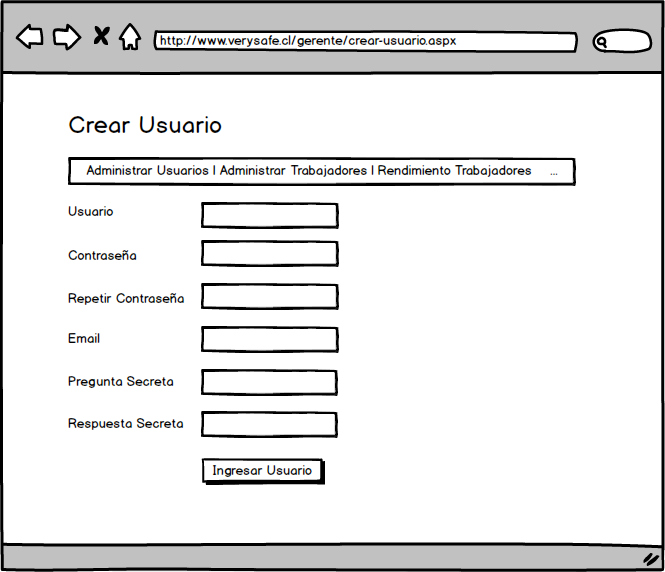 http://www.verysafe.cl/gerente/crear-usuario.aspx
Crear Usuario
Administrar Usuarios | Administrar Trabajadores | Rendimiento Trabajadores ...
Usuario
Contraseña
Repetir Contraseña
Email
Pregunta Secreta
Respuesta Secreta
Ingresar Usuario